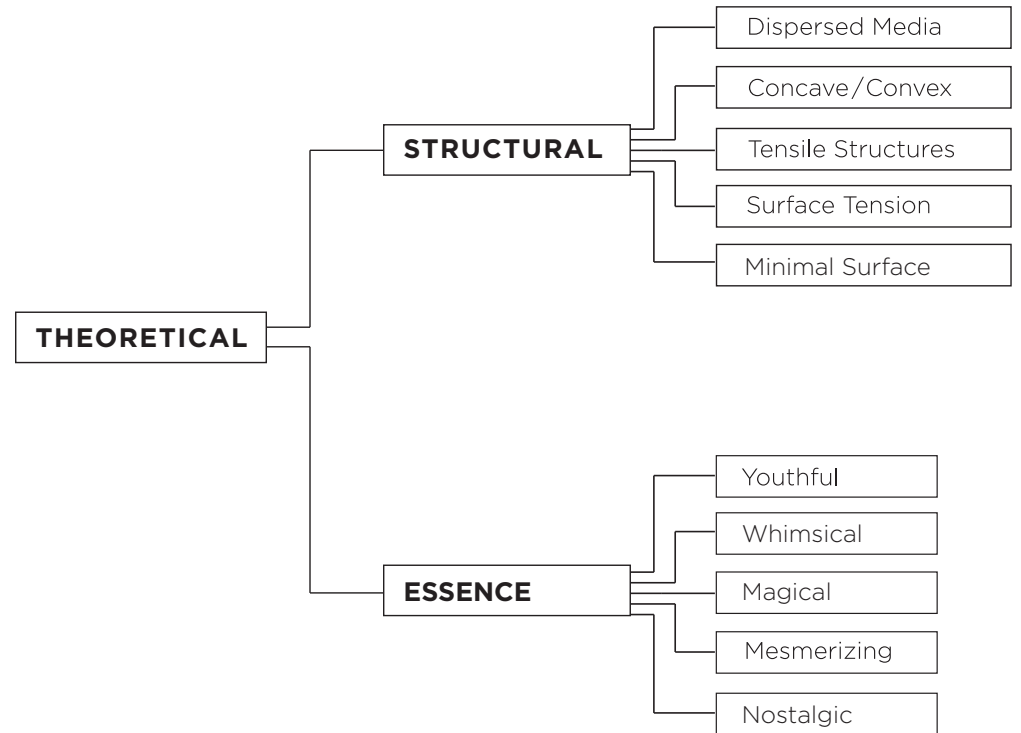 THEORETICAL
STRUCTURAL
Dispersed Media
Concave/Convex
Tensile Structures
Surface Tension
Minimal Surface
ESSENCE
Youthful
Whimsical
Magical
Mesmerizing
Nostalgic